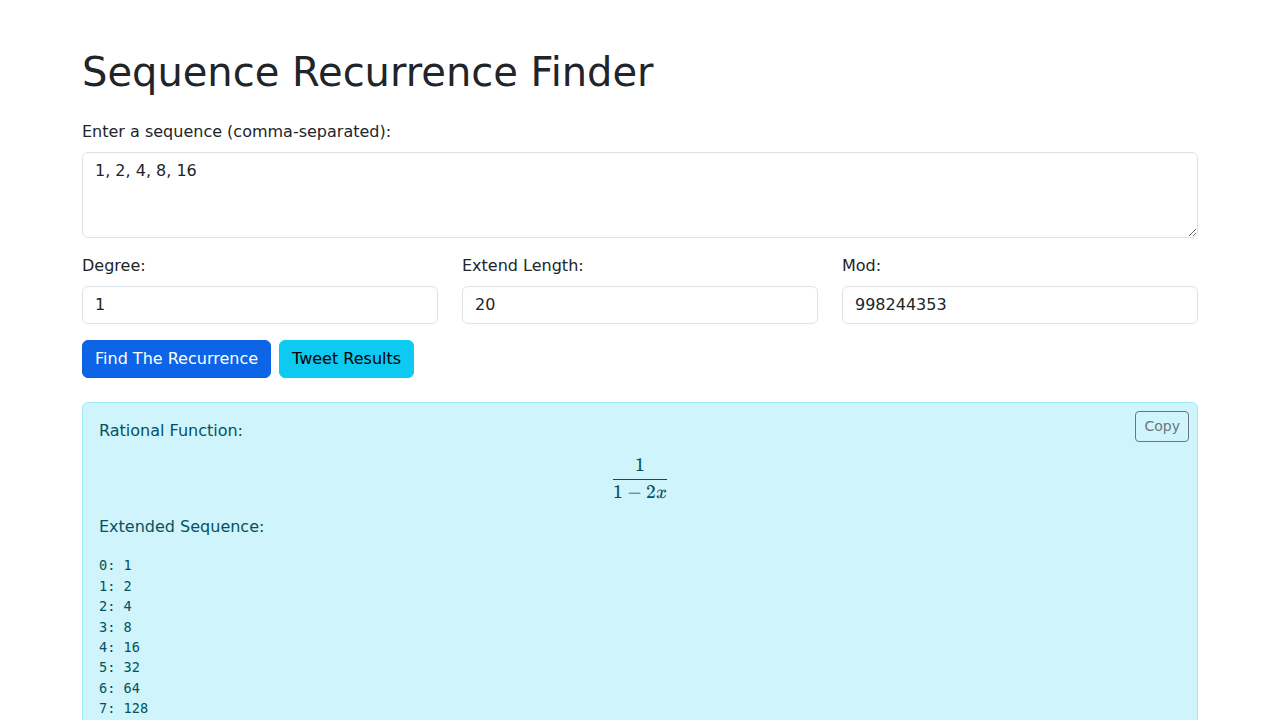 Sequence Recurrence Finder
Enter a sequence (comma-separated):
1, 2, 4, 8, 16
Degree:
Extend Length:
Mod:
1
20
998244353
Find The Recurrence
Tweet Results
Rational Function:
Copy
1
1 − 2x
Extended Sequence:
0: 1
1: 2
2: 4
3: 8
4: 16
5: 32
6: 64
7: 128